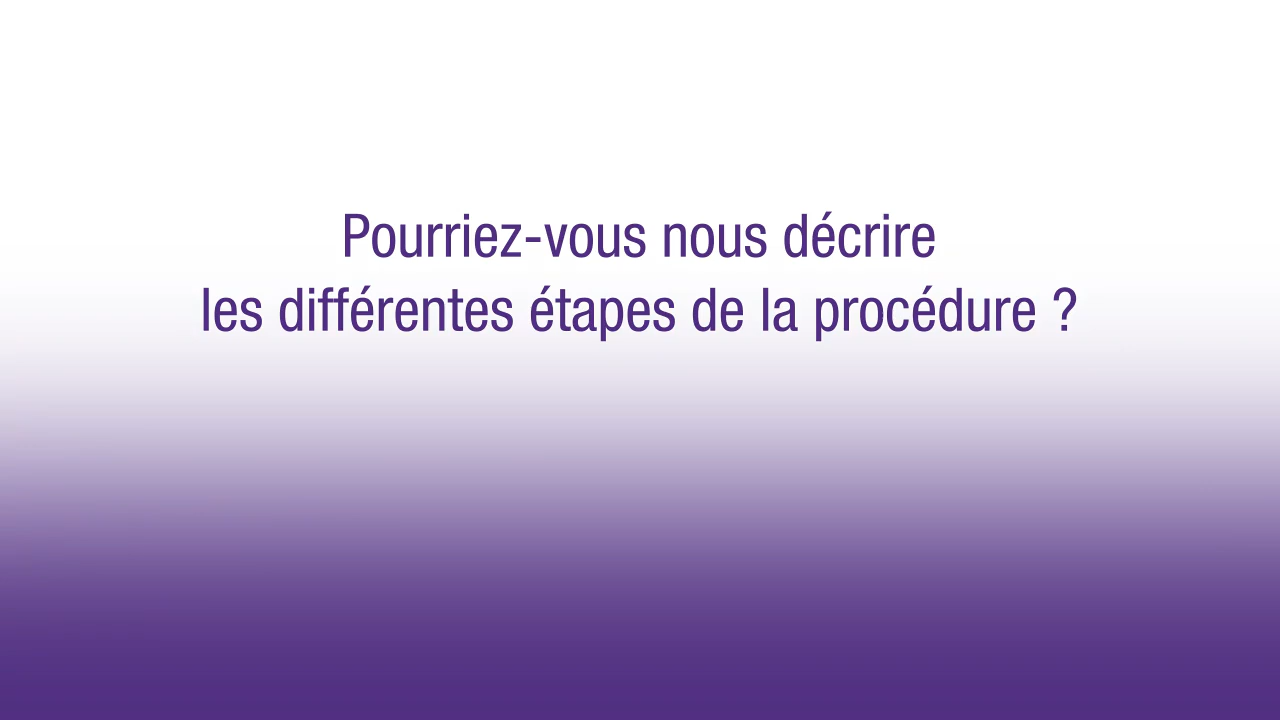 Pourriez-vous nous décrire
les différentes étapes de la procédure ?